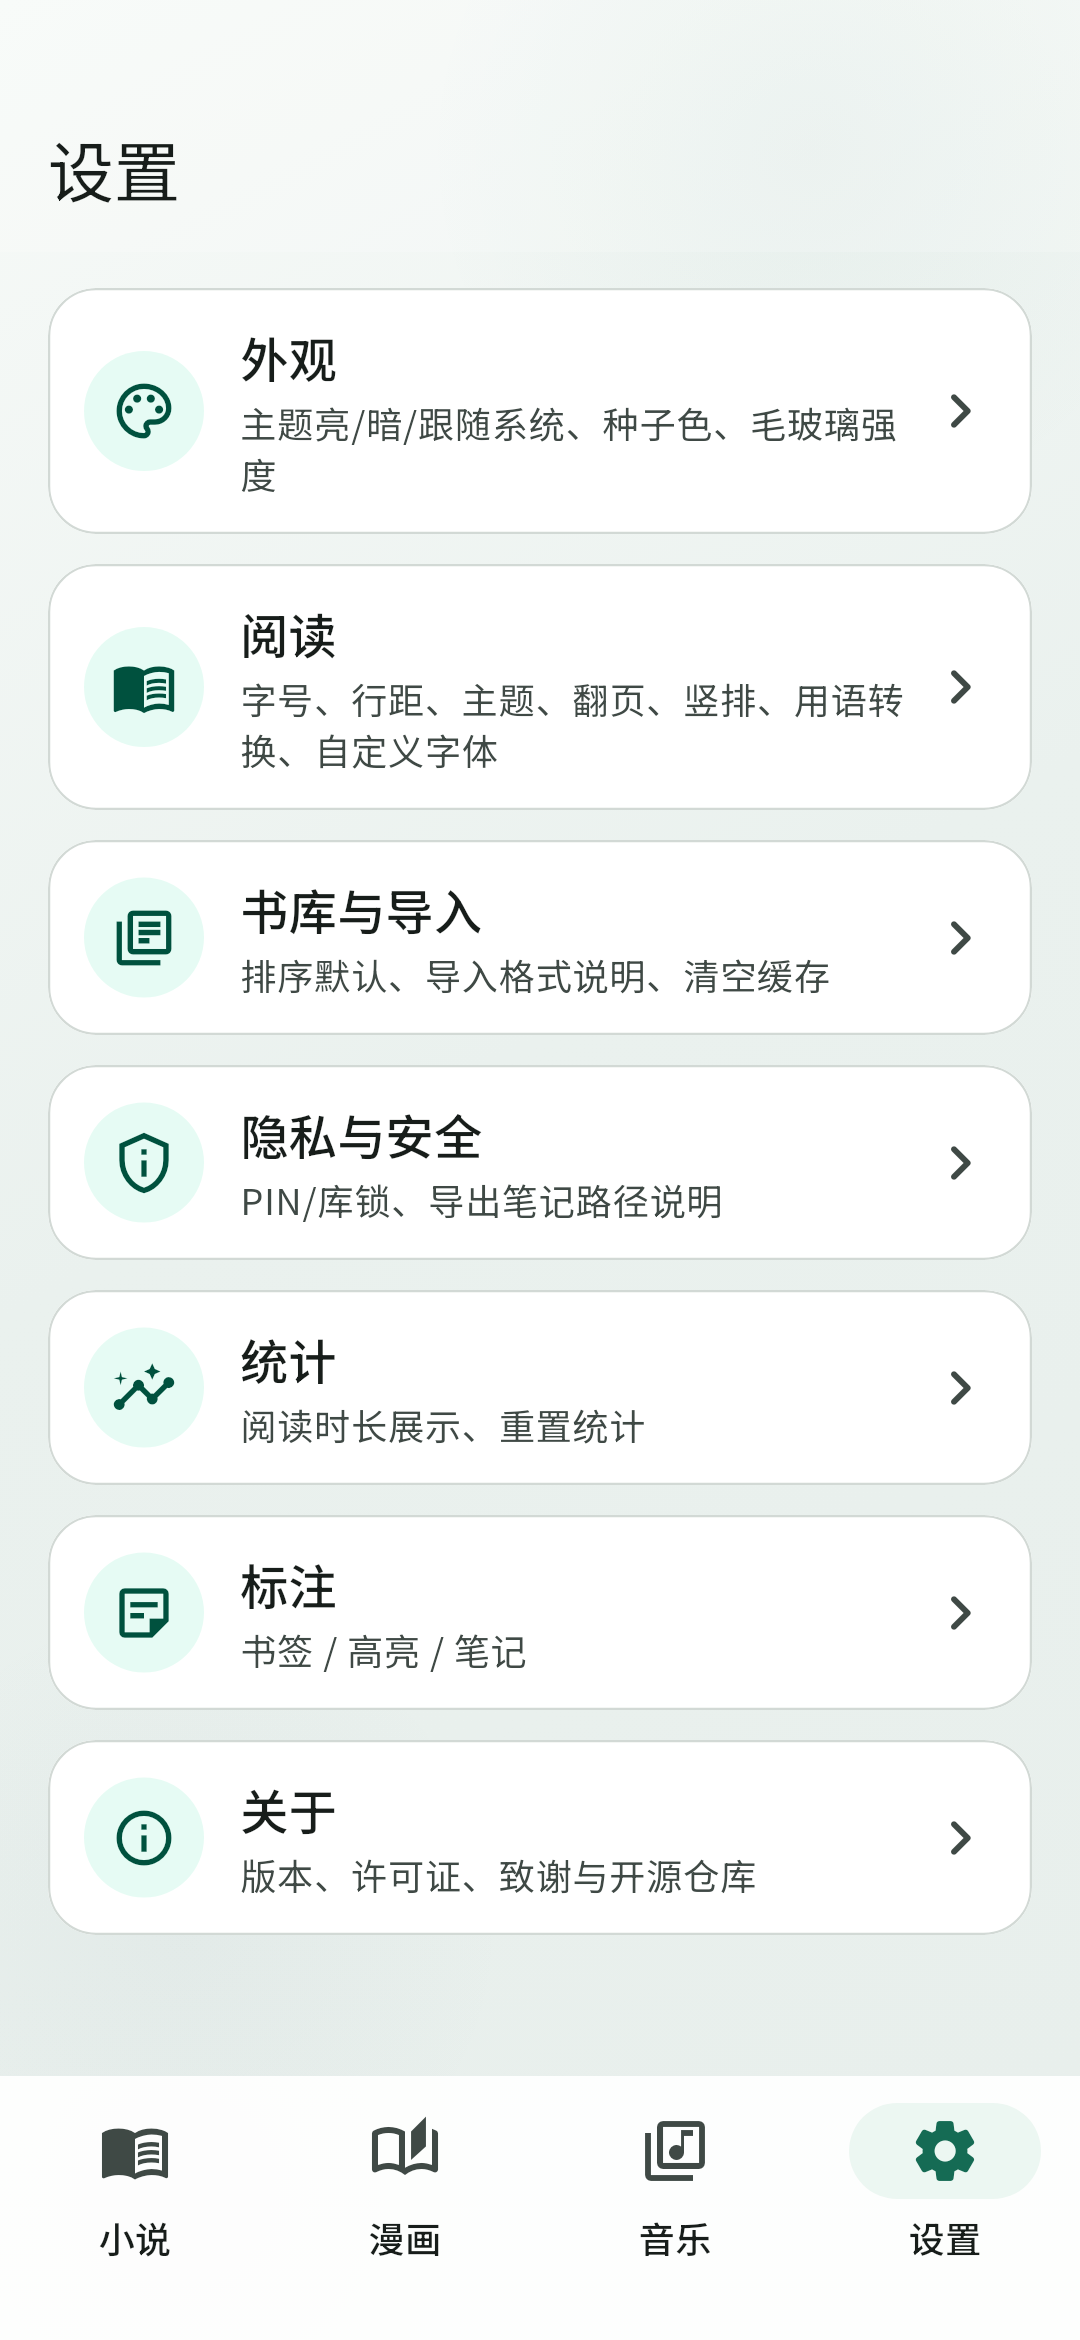 设置
外观
主题亮/暗/跟随系统、种子色、毛玻璃强
度
阅读
字号、行距、主题、翻页、竖排、用语转
换、自定义字体
书库与导入
排序默认、导入格式说明、清空缓存
隐私与安全
PIN/库锁、导出笔记路径说明
统计
阅读时长展示、重置统计
标注
书签 / 高亮 / 笔记
关于
版本、许可证、致谢与开源仓库
小说
漫画
音乐
设置